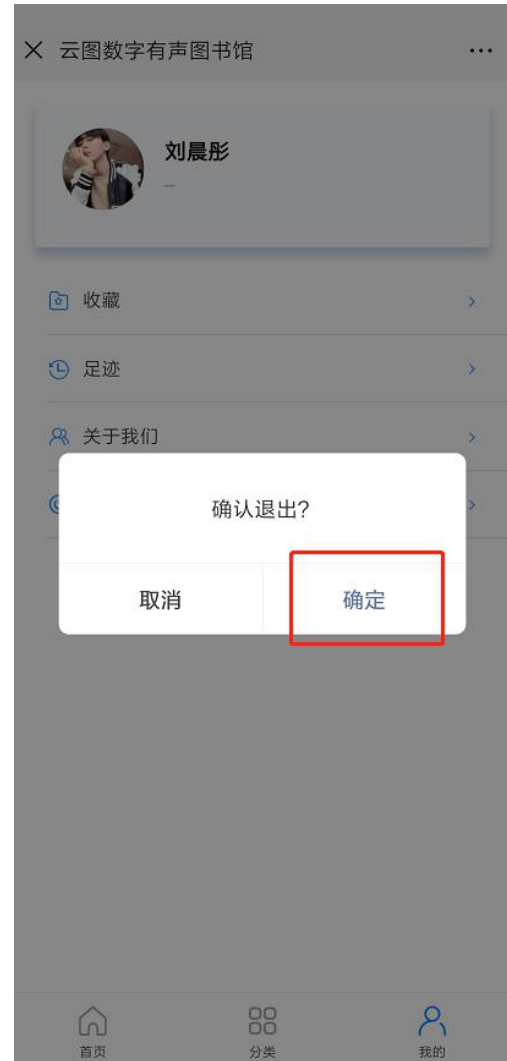 云图数字有声图书馆
刘晨彤
--
收藏
足迹
关于我们
确认退出?
取消 确定
首页 分类 我的